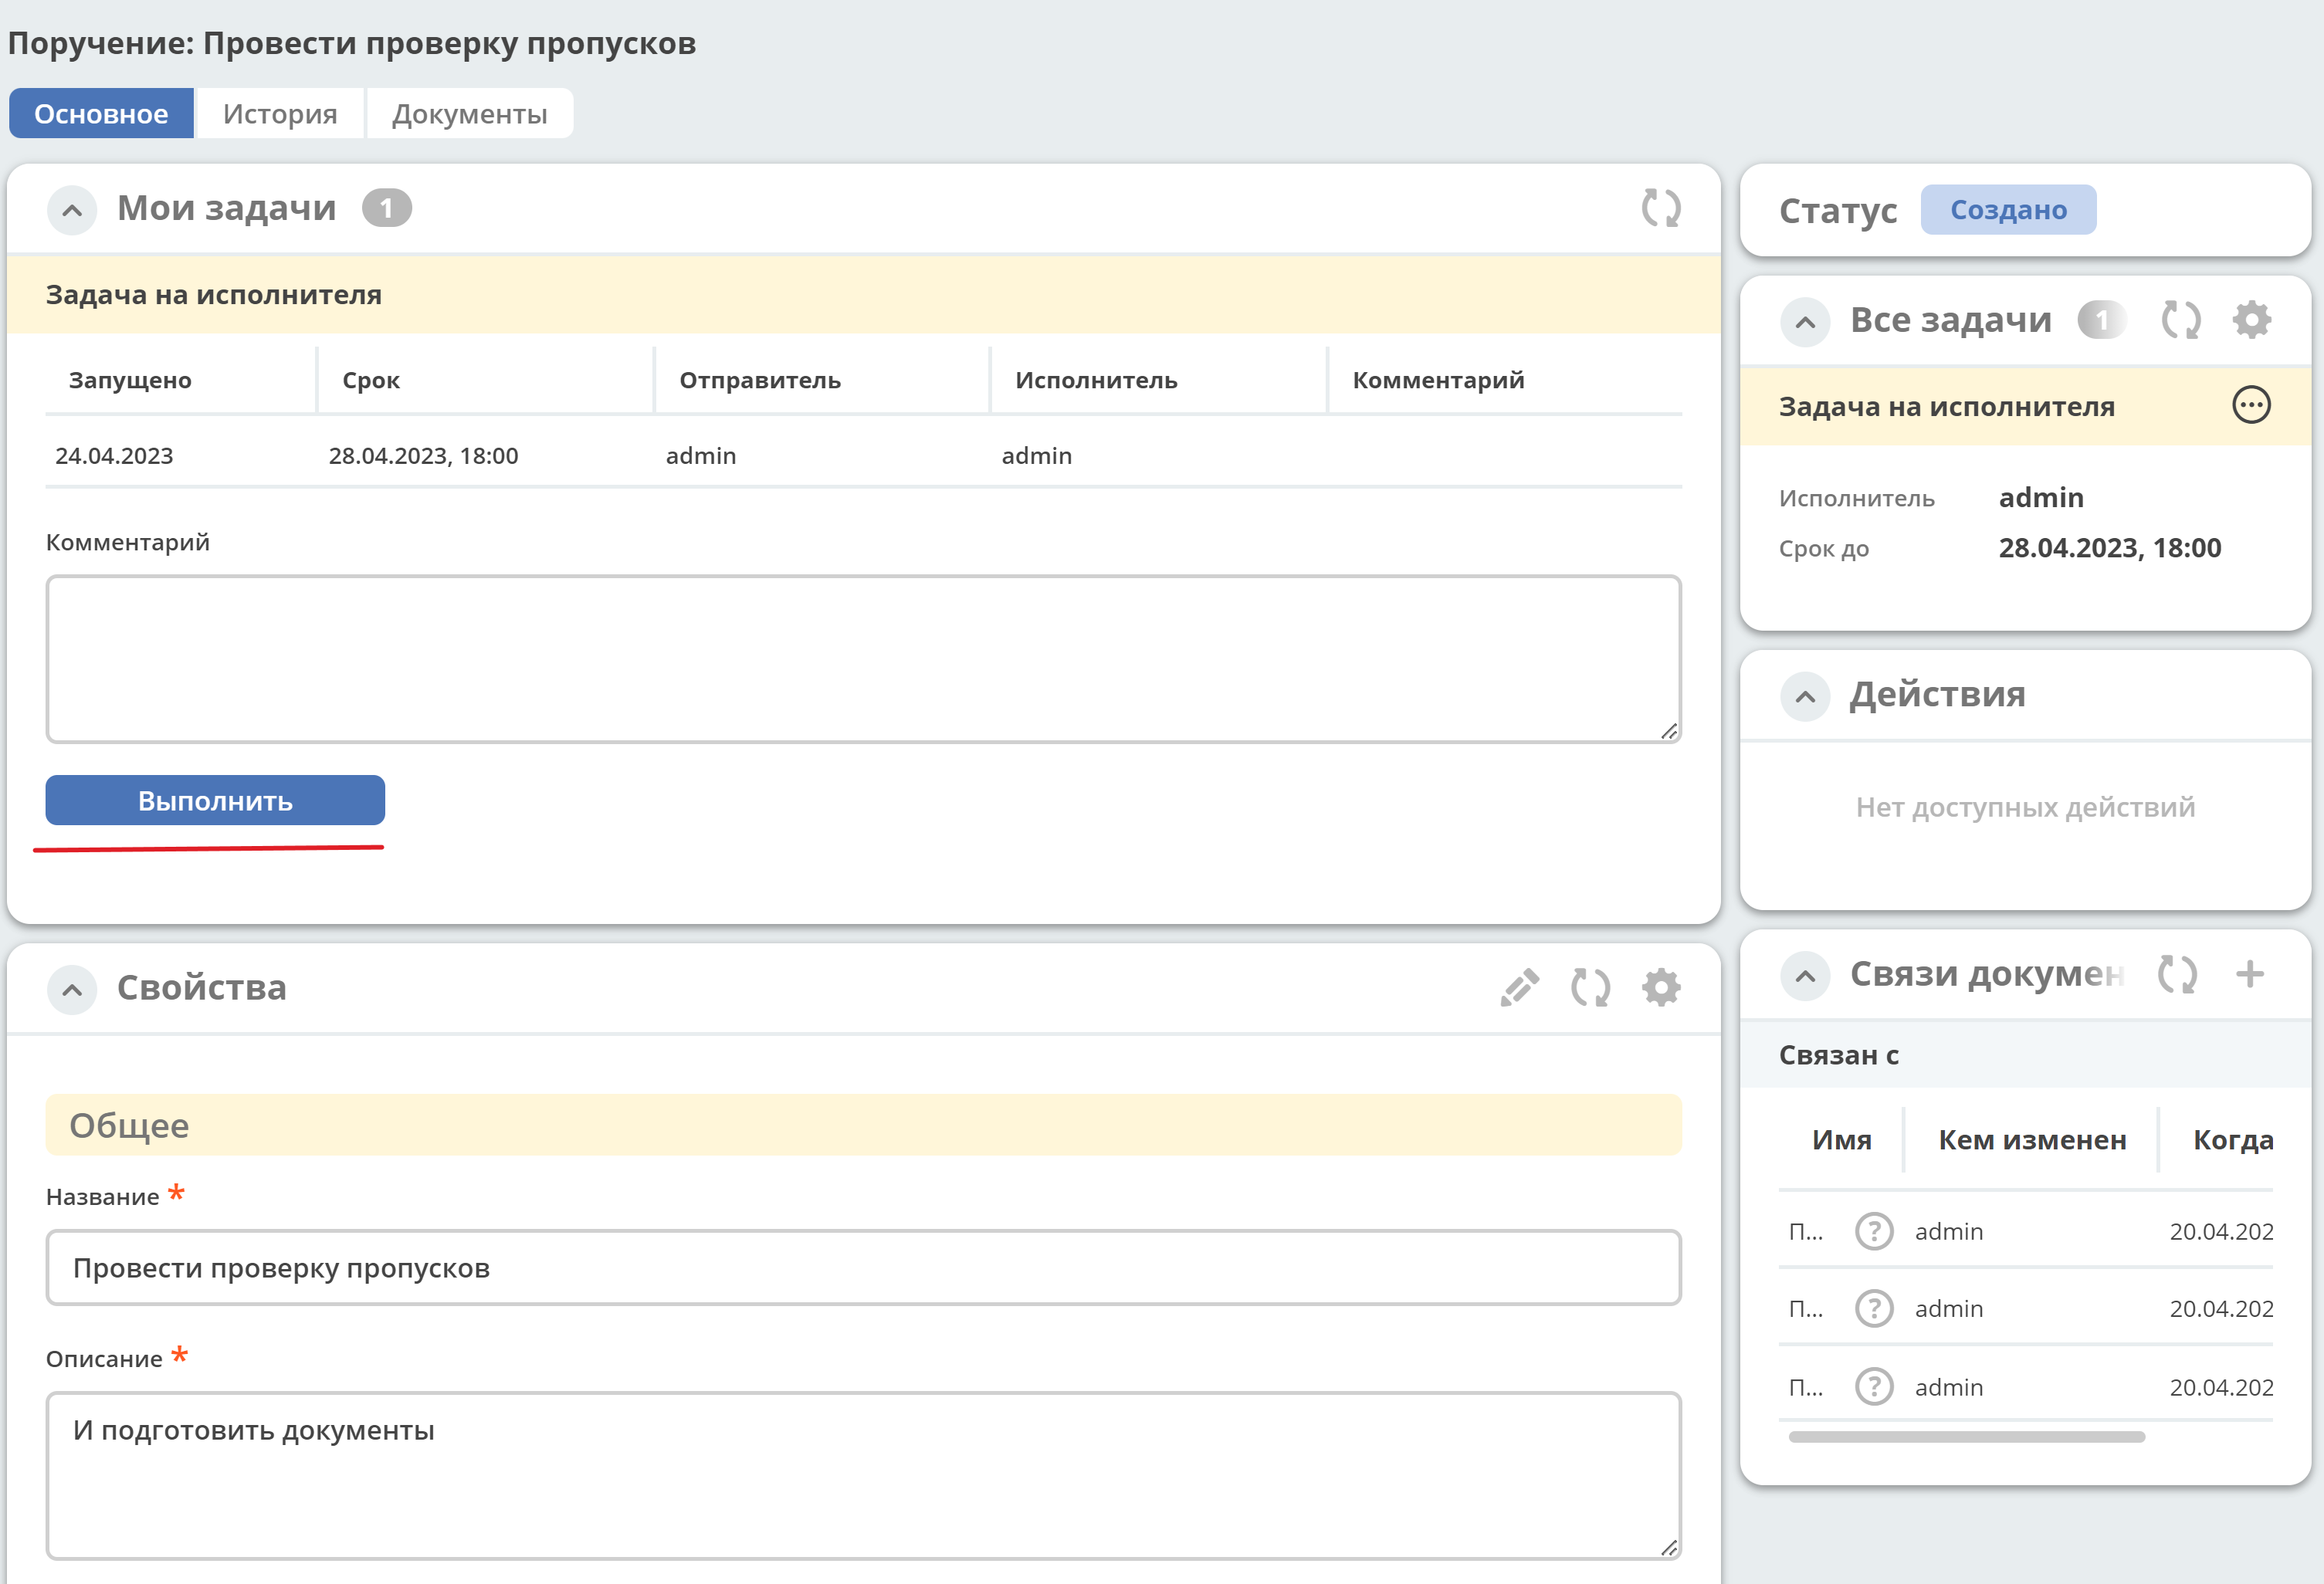 Поручение: Провести проверку пропусков
Основное История Документы
Мои задачи 1
Задача на исполнителя
Запущено Срок Отправитель Исполнитель Комментарий
24.04.2023 28.04.2023, 18:00 admin admin
Комментарий
Выполнить
Свойства
Общее
Название *
Провести проверку пропусков
Описание *
И подготовить документы
Статус Создано
Все задачи 1
Задача на исполнителя
Исполнитель admin
Срок до 28.04.2023, 18:00
Действия
Нет доступных действий
Связи докумен
Связан с
Имя Кем изменен Когда
П... ? admin 20.04.202
П... ? admin 20.04.202
П... ? admin 20.04.202